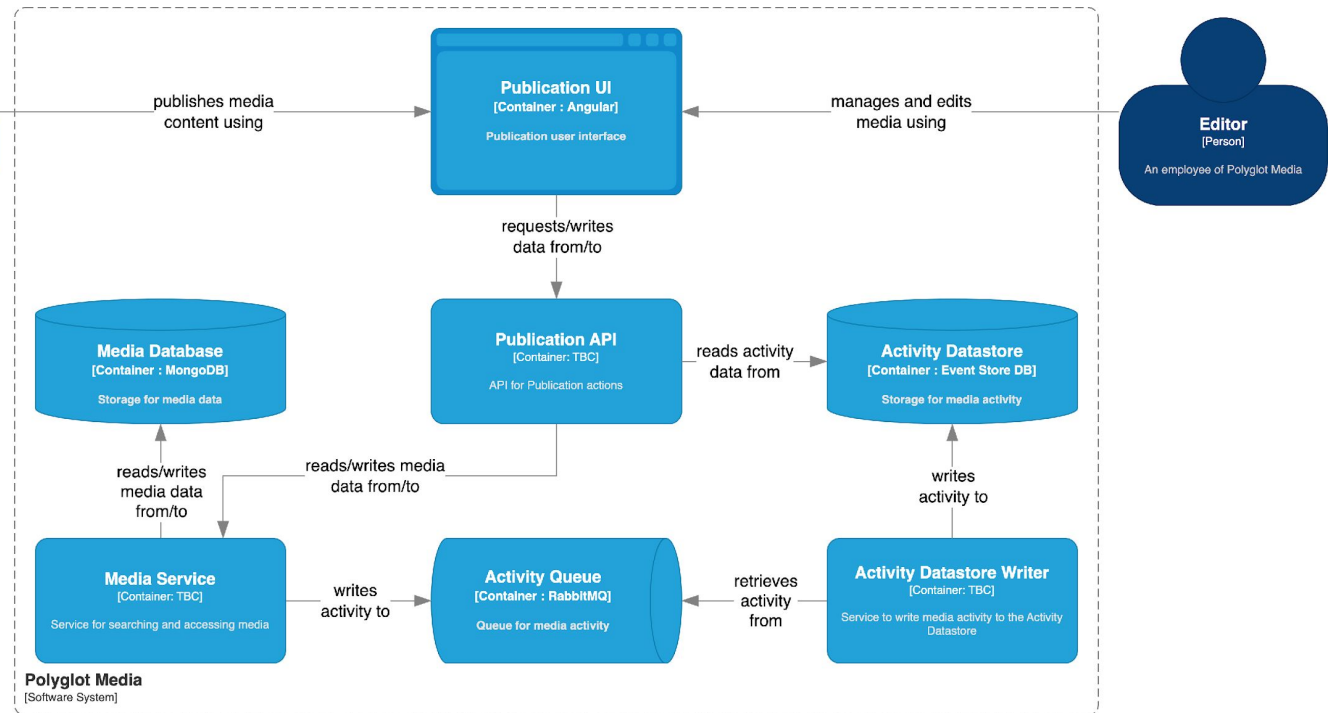 Publication UI
[Container : Angular]
Publication user interface
publishes media
content using
manages and edits
media using
Editor
[Person]
An employee of Polyglot Media
requests/writes
data from/to
Media Database
[Container : MongoDB]
Storage for media data
Publication API
[Container: TBC]
API for Publication actions
reads activity
data from
Activity Datastore
[Container : Event Store DB]
Storage for media activity
reads/writes
media data
from/to
reads/writes media
data from/to
writes
activity to
Media Service
[Container: TBC]
Service for searching and accessing media
writes
activity to
Activity Queue
[Container : RabbitMQ]
Queue for media activity
retrieves
activity
from
Activity Datastore Writer
[Container: TBC]
Service to write media activity to the Activity
Datastore
Polyglot Media
[Software System]